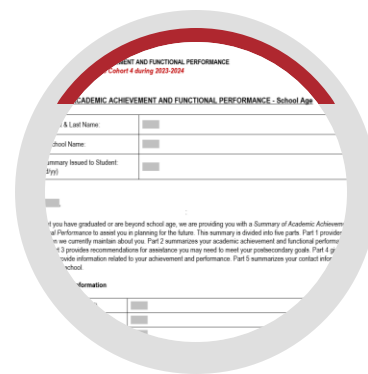 MENT AND FUNCTIONAL PERFORMANCE
Cohort 4 during 2023-2024
ACADEMIC ACHIEVEMENT AND FUNCTIONAL PERFORMANCE - School Age
& Last Name:
chool Name:
ummary Issued to Student:
/yy)
t you have graduated or are beyond school age, we are providing you with a Summary of Academic Achievem
al Performance to assist you in planning for the future. This summary is divided into five parts. Part 1 provide
n we currently maintain about you. Part 2 summarizes your academic achievement and functional perform
t 3 provides recommendations for assistance you may need to meet your postsecondary goals. Part 4 g
ovide information related to your achievement and performance. Part 5 summarizes your contact infor
school.
formation